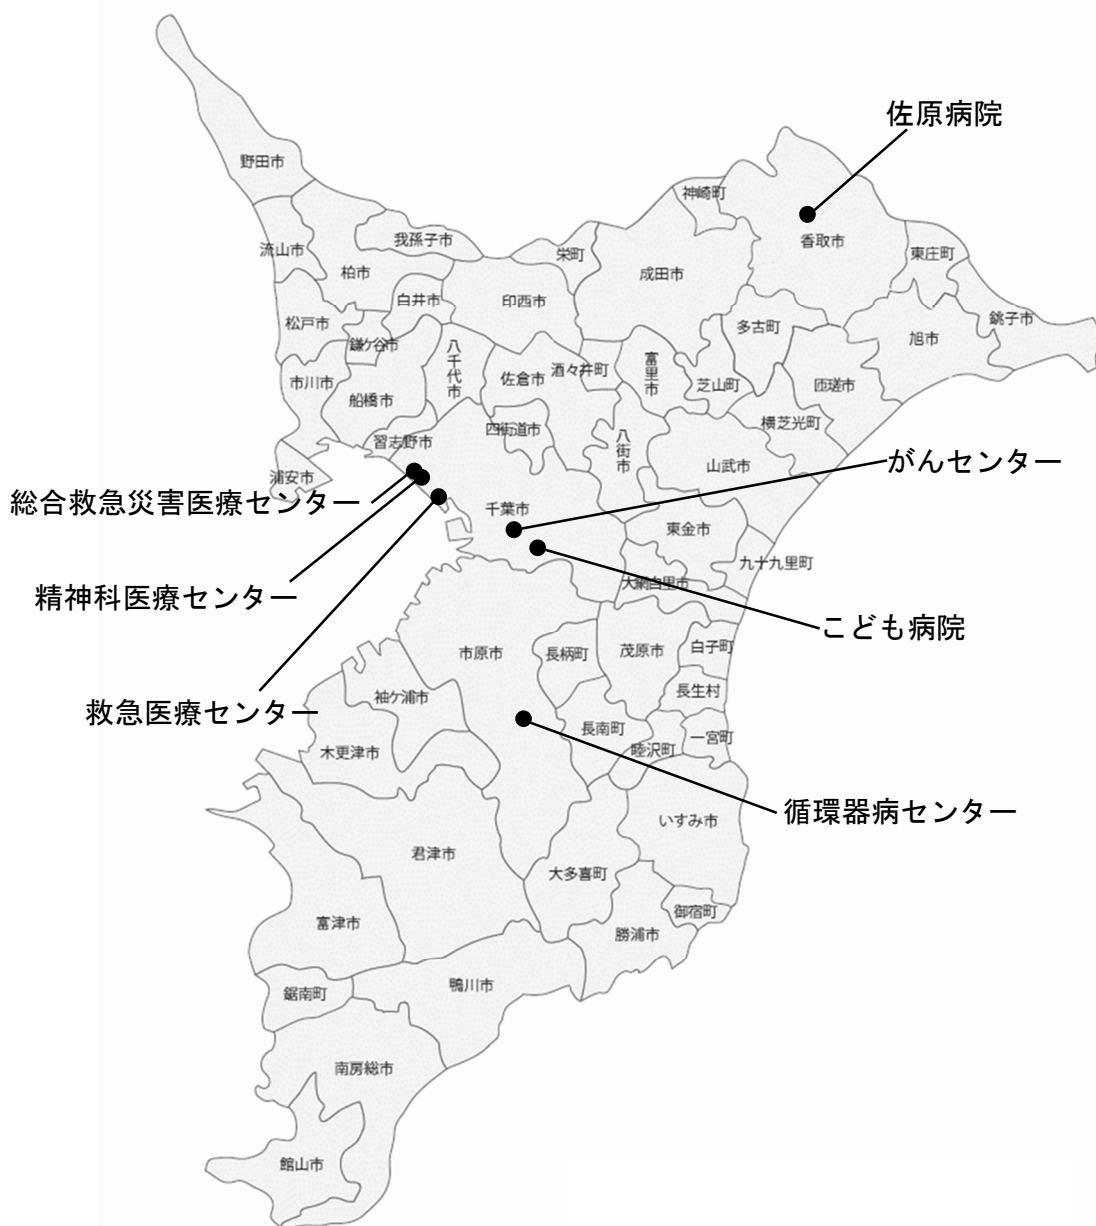 佐原病院
野田市
神崎町
香取市
我孫子市
流山市
栄町
東庄町
柏市
成田市
白井市
印西市
銚子市
松戸市
多古町
旭市
鎌ケ谷市
八千代市
酒々井町
富里市
佐倉市
市川市
芝山町
匝瑳市
船橋市
横芝光町
四街道市
習志野市
八街市
山武市
がんセンター
浦安市
総合救急災害医療センター
千葉市
東金市
九十九里町
大網白里市
精神科医療センター
こども病院
市原市
長柄町
茂原市
白子町
長生村
袖ケ浦市
救急医療センター
長南町
一宮町
睦沢町
木更津市
循環器病センター
いすみ市
君津市
大多喜町
御宿町
富津市
勝浦市
鴨川市
鋸南町
南房総市
館山市